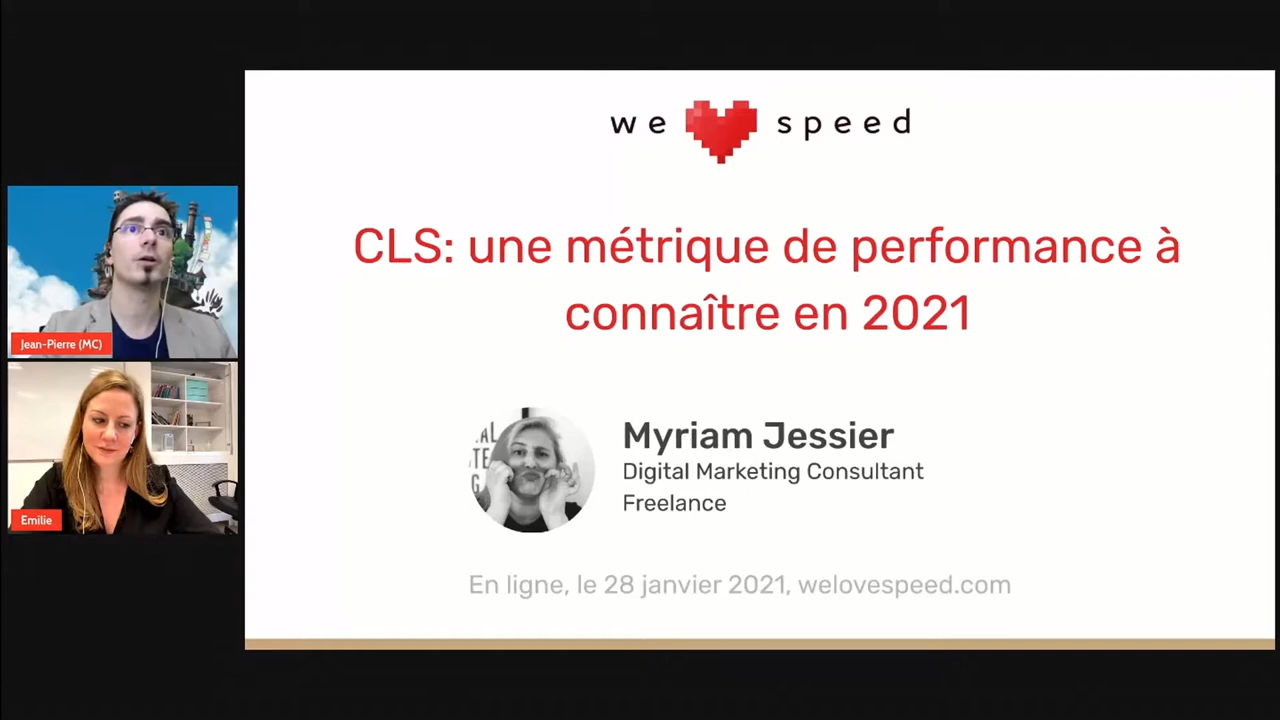 we speed
CLS: une métrique de performance à
connaître en 2021
Jean-Pierre (MC)
Myriam Jessier
Digital Marketing Consultant
Freelance
Emilie
En ligne, le 28 janvier 2021, welovespeed.com